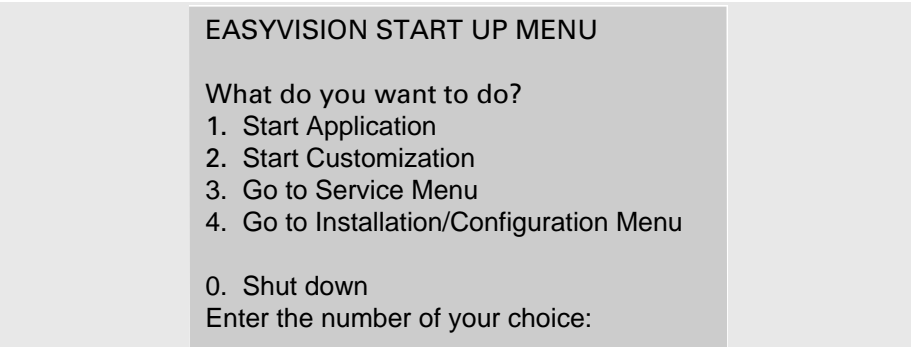 EASYVISION START UP MENU
What do you want to do?
1. Start Application
2. Start Customization
3. Go to Service Menu
4. Go to Installation/Configuration Menu
0. Shut down
Enter the number of your choice: